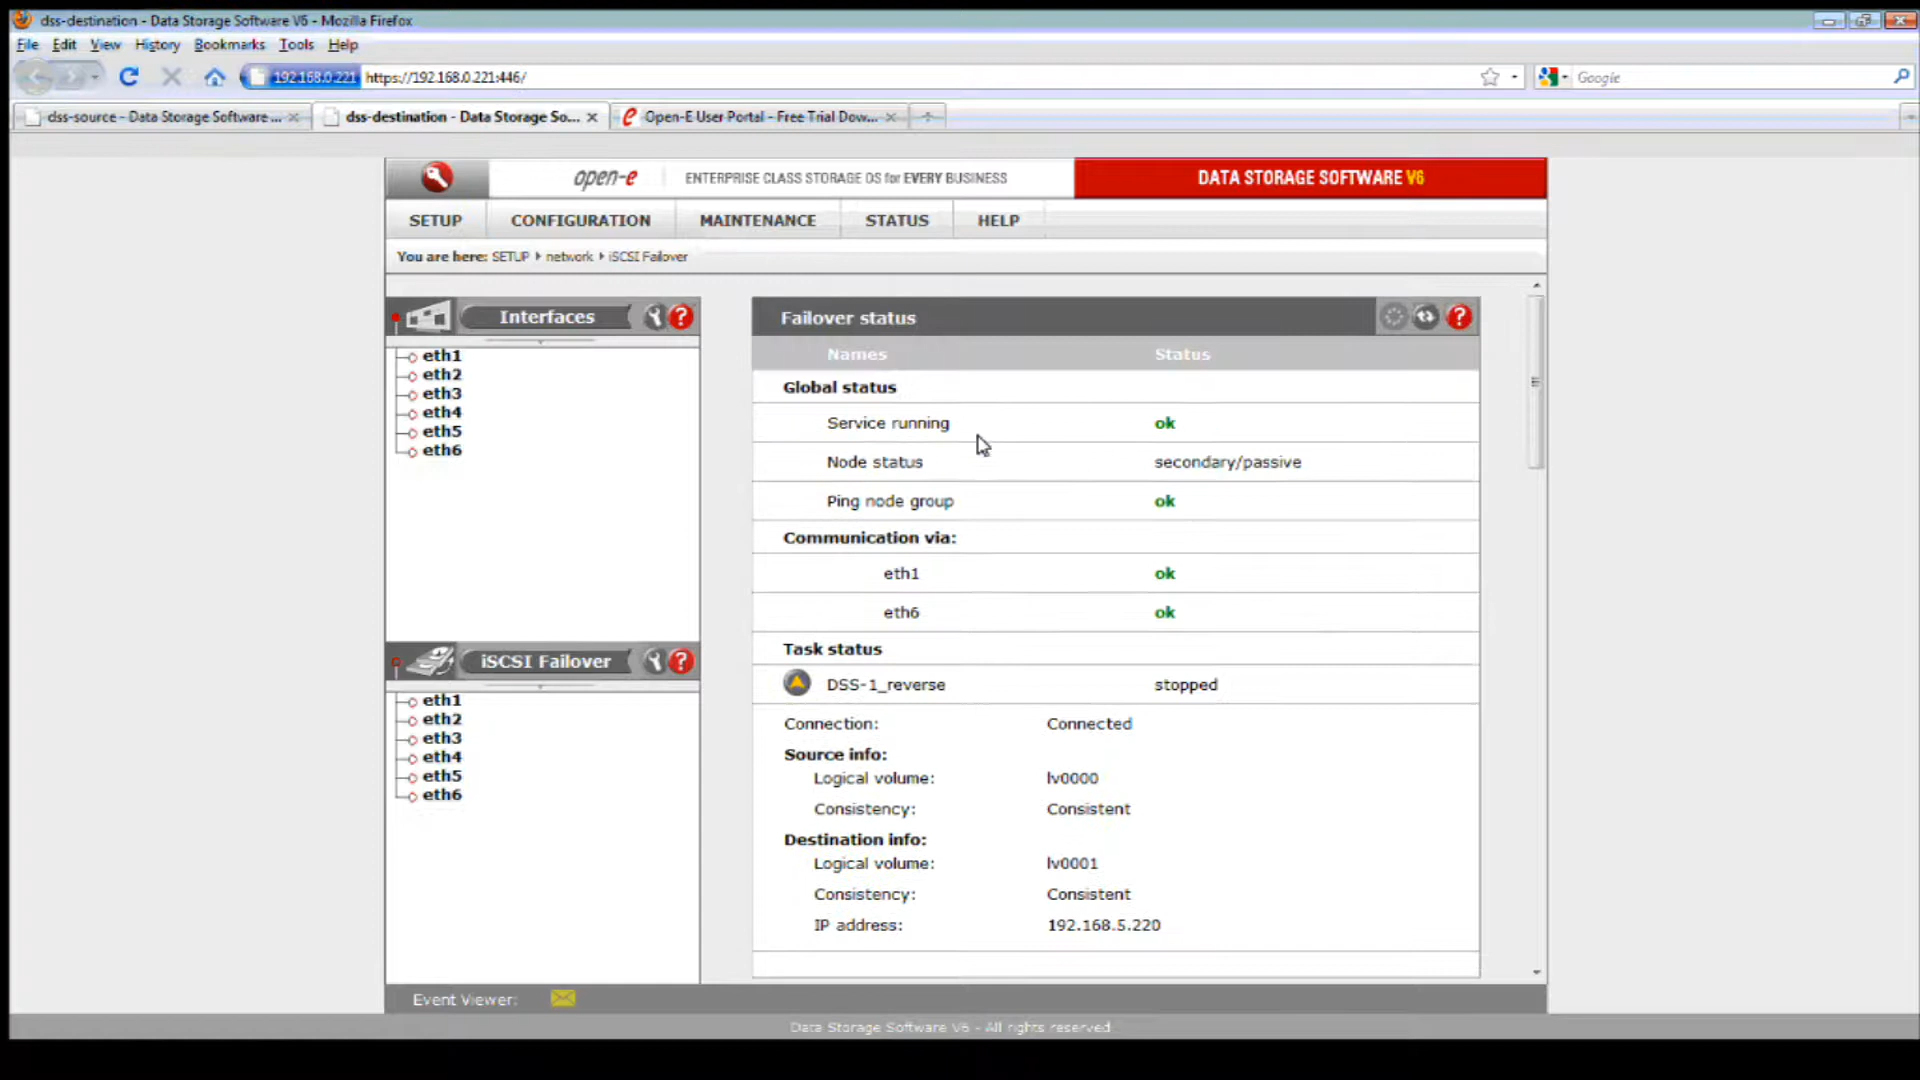 dss-destination - Data Storage Software V6 - Mozilla Firefox
File Edit View History Bookmarks Tools Help
192.168.0.221 https://192.168.0.221:446/ Google
dss-source - Data Storage Software ... dss-destination - Data Storage So... Open-E User Portal - Free Trial Dow...
open-e ENTERPRISE CLASS STORAGE OS for EVERY BUSINESS DATA STORAGE SOFTWARE V6
SETUP CONFIGURATION MAINTENANCE STATUS HELP
You are here: SETUP network iSCSI Failover
Interfaces
eth1
eth2
eth3
eth4
eth5
eth6
iSCSI Failover
eth1
eth2
eth3
eth4
eth5
eth6
Failover status
Names Status
Global status
Service running ok
Node status secondary/passive
Ping node group ok
Communication via:
eth1 ok
eth6 ok
Task status
DSS-1_reverse stopped
Connection: Connected
Source info:
Logical volume: lv0000
Consistency: Consistent
Destination info:
Logical volume: lv0001
Consistency: Consistent
IP address: 192.168.5.220
Event Viewer:
Data Storage Software V6 - All rights reserved